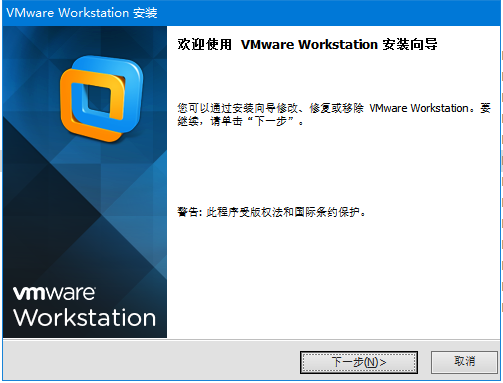 VMware Workstation 安装
欢迎使用 VMware Workstation 安装向导
您可以通过安装向导修改、修复或移除 VMware Workstation。要
继续，请单击“下一步”。
警告: 此程序受版权法和国际条约保护。
vmware
Workstation
下一步(N)>
取消